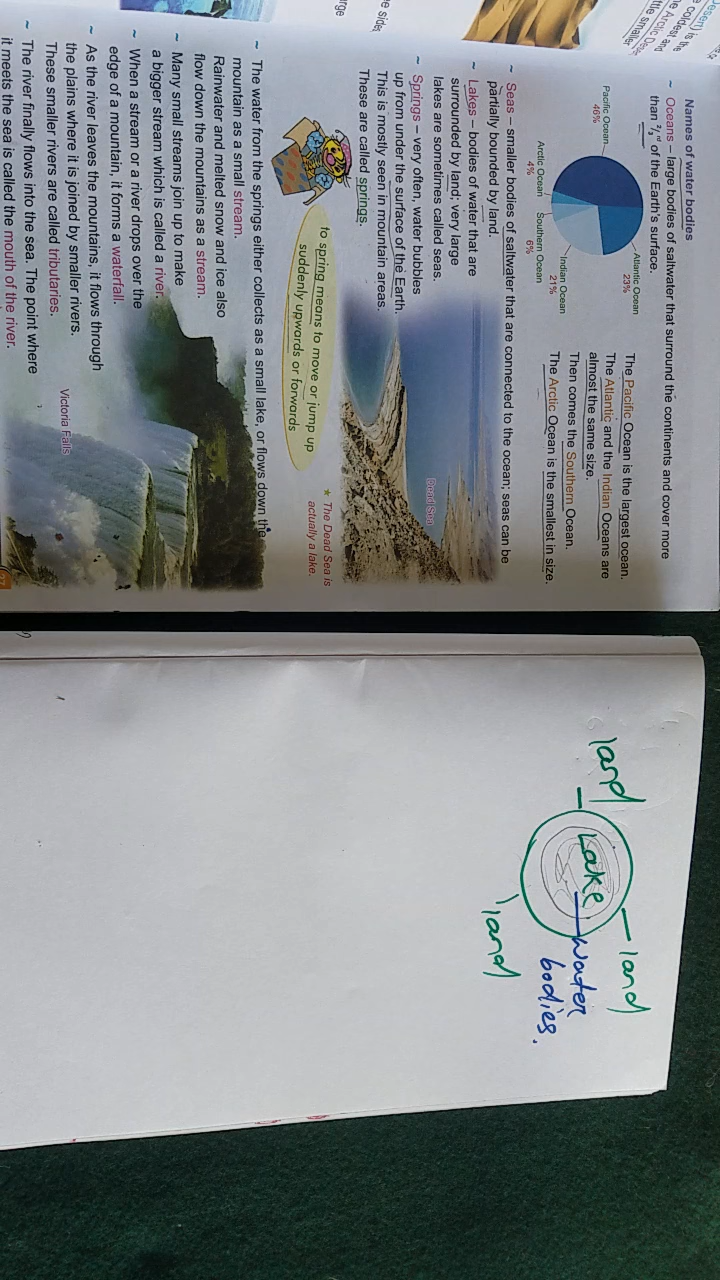 Names of water bodies
~ Oceans – large bodies of saltwater that surround the continents and cover more
than 2/3rd of the Earth's surface.
Pacific Ocean
46%
Atlantic Ocean
23%
Arctic Ocean
4%
Southern Ocean
6%
Indian Ocean
21%
The Pacific Ocean is the largest ocean.
The Atlantic and the Indian Oceans are
almost the same size.
Then comes the Southern Ocean.
The Arctic Ocean is the smallest in size.
~ Seas – smaller bodies of saltwater that are connected to the ocean; seas can be
partially bounded by land.
~ Lakes – bodies of water that are
surrounded by land; very large
lakes are sometimes called seas.
~ Springs – very often, water bubbles
up from under the surface of the Earth.
This is mostly seen in mountain areas.
These are called springs.
Dead Sea
★ The Dead Sea is
actually a lake.
to spring means to move or jump up
suddenly upwards or forwards
~ The water from the springs either collects as a small lake, or flows down the
mountain as a small stream.
Rainwater and melted snow and ice also
flow down the mountains as a stream.
~ Many small streams join up to make
a bigger stream which is called a river.
~ When a stream or a river drops over the
edge of a mountain, it forms a waterfall.
~ As the river leaves the mountains, it flows through
the plains where it is joined by smaller rivers.
These smaller rivers are called tributaries.
~ The river finally flows into the sea. The point where
it meets the sea is called the mouth of the river.
Victoria Falls
land
land
Lake
Water
bodies.
land